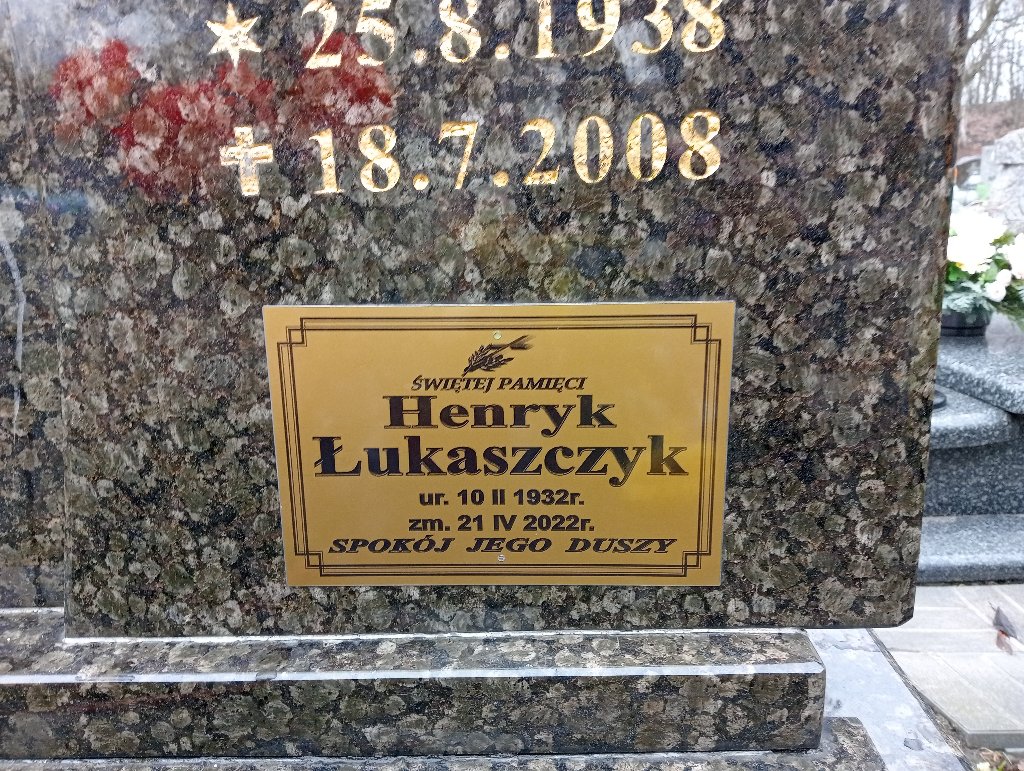 25.8.1938
18.7.2008
ŚWIĘTEJ PAMIĘCI
Henryk
Łukaszczyk
ur. 10 II 1932r.
zm. 21 IV 2022r.
SPOKÓJ JEGO DUSZY